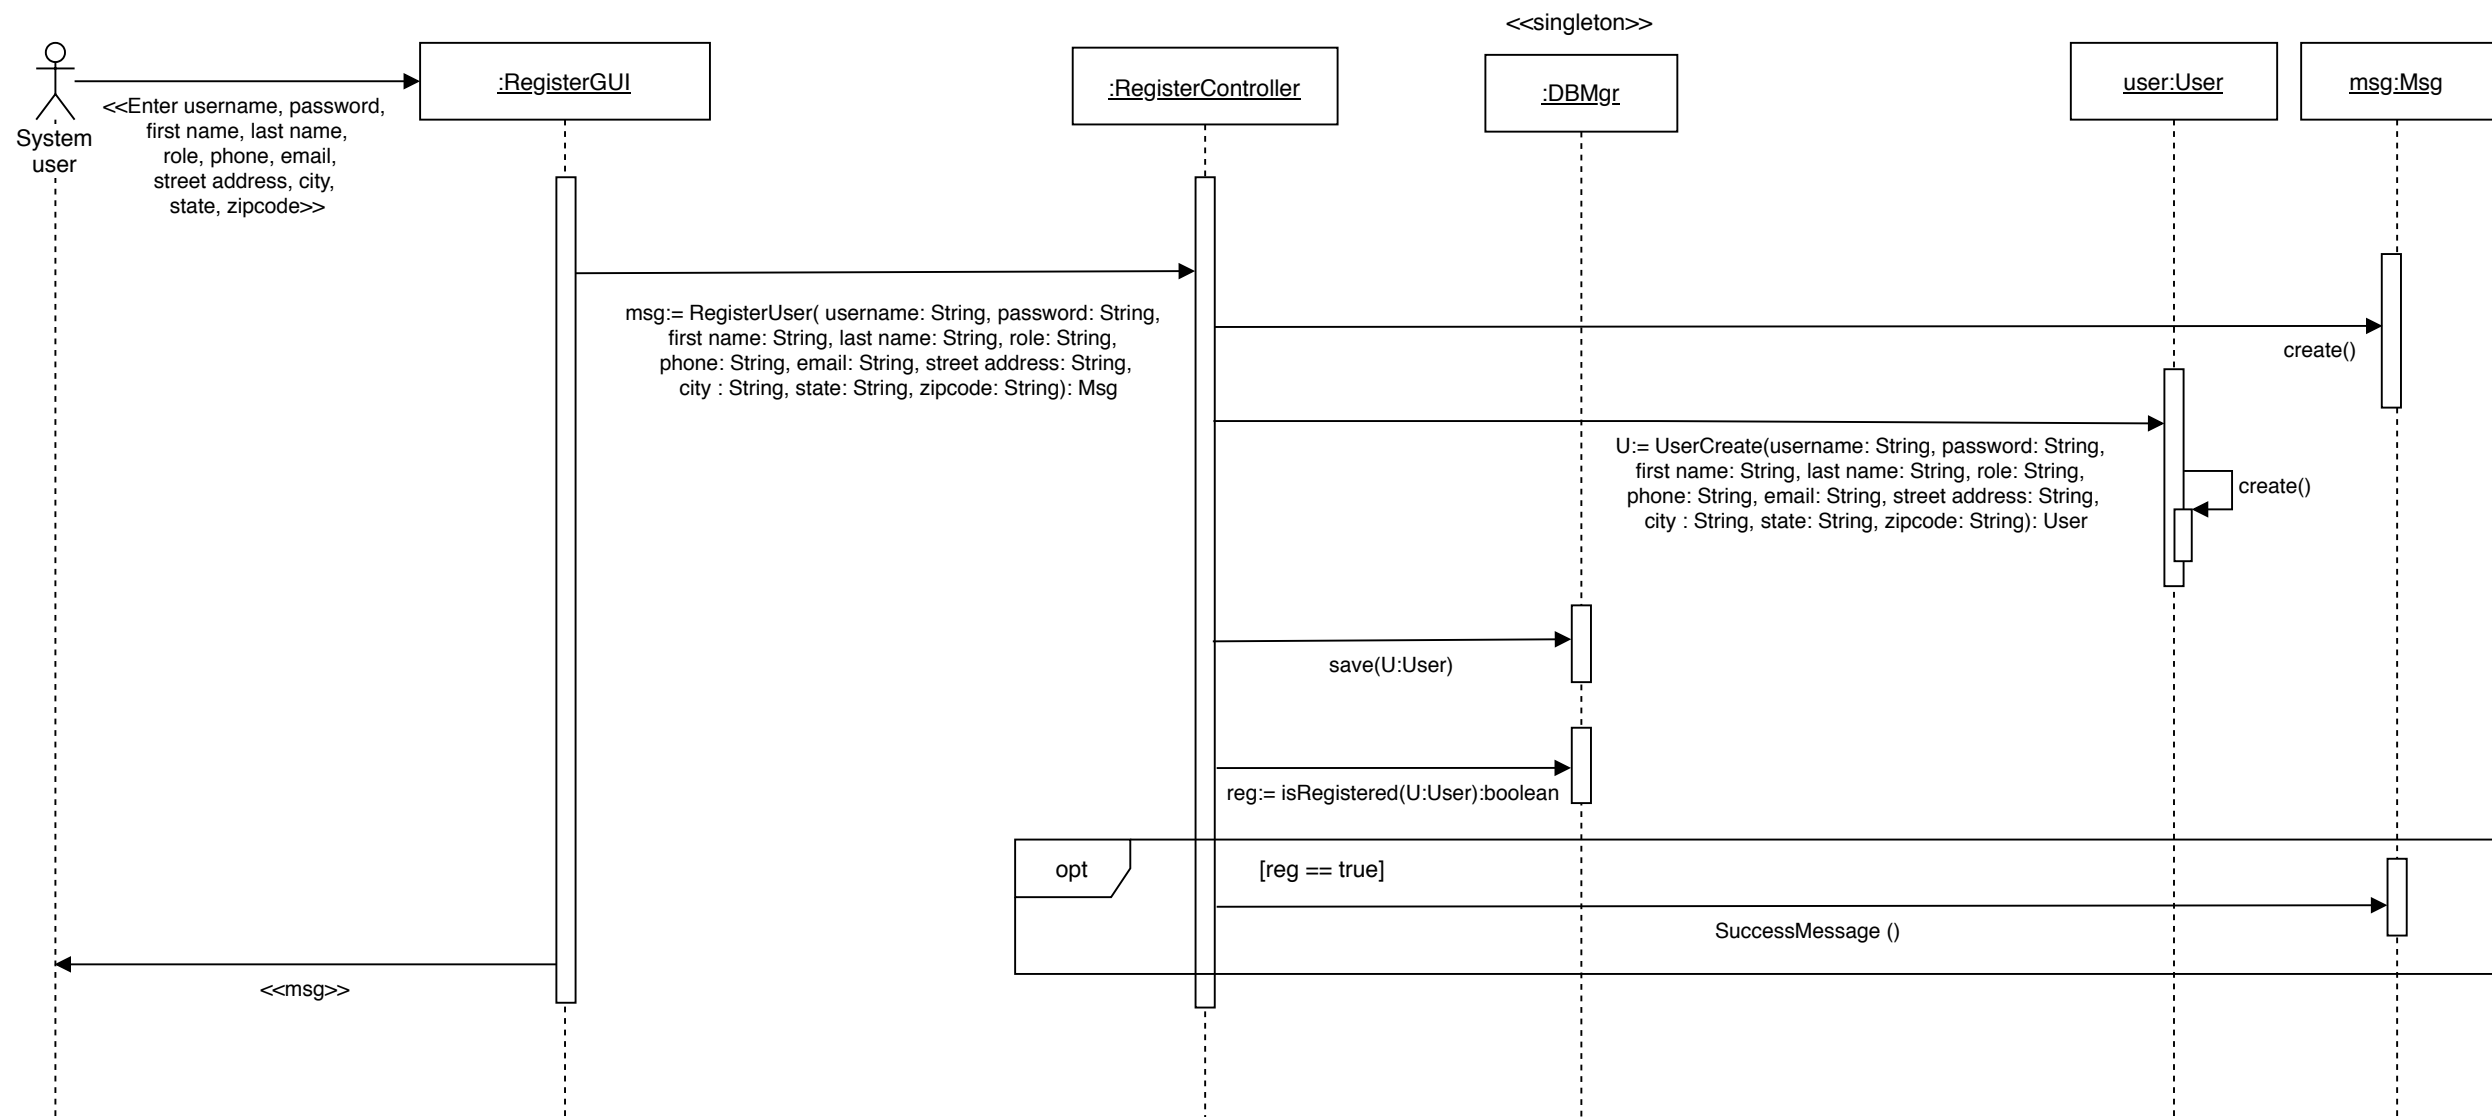 <<singleton>>
:RegisterGUI
:RegisterController
:DBMgr
user:User
msg:Msg
System
user
<<Enter username, password,
first name, last name,
role, phone, email,
street address, city,
state, zipcode>>
msg:= RegisterUser( username: String, password: String,
first name: String, last name: String, role: String,
phone: String, email: String, street address: String,
city : String, state: String, zipcode: String): Msg
create()
U:= UserCreate(username: String, password: String,
first name: String, last name: String, role: String,
phone: String, email: String, street address: String,
city : String, state: String, zipcode: String): User
create()
save(U:User)
reg:= isRegistered(U:User):boolean
opt
[reg == true]
SuccessMessage ()
<<msg>>